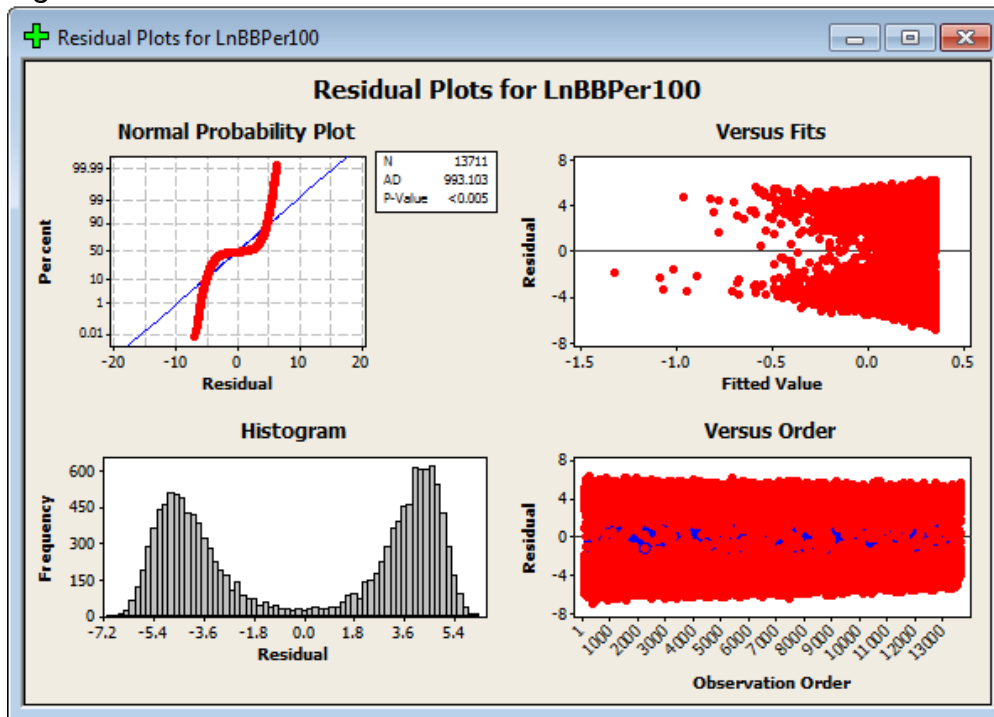 Residual Plots for LnBBPer100
Residual Plots for LnBBPer100
Normal Probability Plot
Versus Fits
99.99
99
90
50
10
1
0.01
Percent
-20 -10 0 10 20
Residual
N 13711
AD 993.103
P-Value <0.005
8
4
0
-4
-8
Residual
-1.5 -1.0 -0.5 0.0 0.5
Fitted Value
Histogram
Versus Order
600
450
300
150
0
Frequency
-7.2 -5.4 -3.6 -1.8 0.0 1.8 3.6 5.4
Residual
8
4
0
-4
-8
Residual
1 1000 2000 3000 4000 5000 6000 7000 8000 9000 10000 11000 12000 13000
Observation Order